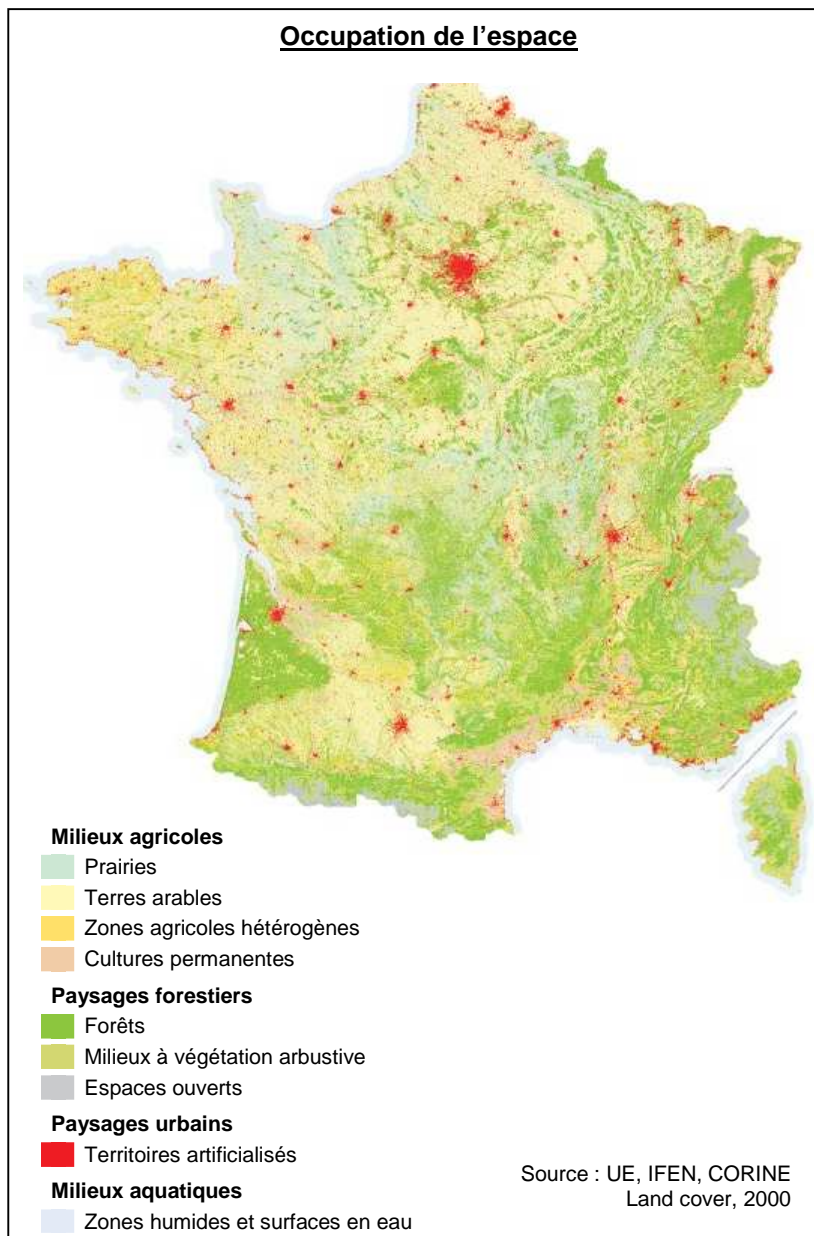 Occupation de l'espace
Milieux agricoles
Prairies
Terres arables
Zones agricoles hétérogènes
Cultures permanentes
Paysages forestiers
Forêts
Milieux à végétation arbustive
Espaces ouverts
Paysages urbains
Territoires artificialisés
Milieux aquatiques
Zones humides et surfaces en eau
Source : UE, IFEN, CORINE
Land cover, 2000